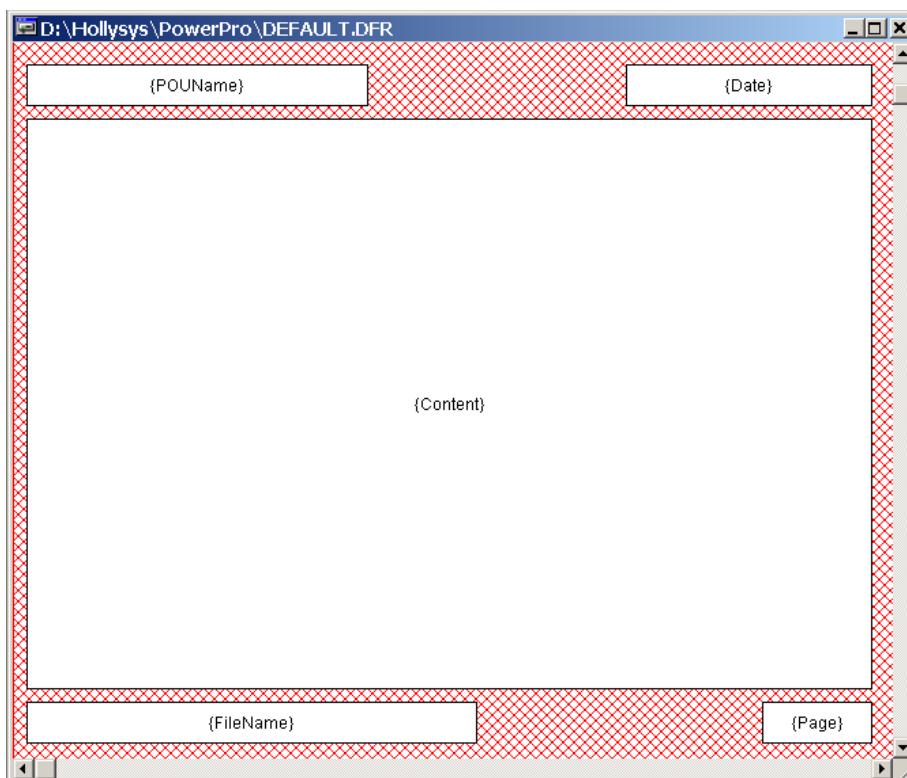 D:\Hollysys\PowerPro\DEFAULT.DFR
{POUName}
{Date}
{Content}
{FileName}
{Page}